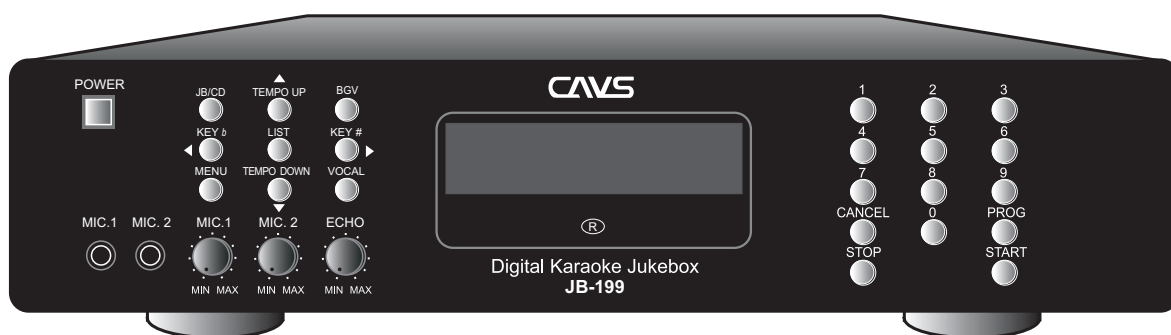 POWER
JB/CD TEMPO UP BGV
KEY b LIST KEY #
MENU TEMPO DOWN VOCAL
MIC.1 MIC. 2 MIC.1 MIC. 2 ECHO
MIN MAX MIN MAX MIN MAX
CAVS
®
Digital Karaoke Jukebox
JB-199
1 2 3
4 5 6
7 8 9
CANCEL 0 PROG
STOP START